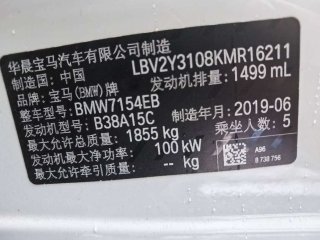 华晨宝马汽车有限公司制造
制造国：中国 LBV2Y3108KMR16211
品牌：宝马(BMW) 发动机排量：1499 mL
整车型号：BMW7154EB
发动机型号：B38A15C 制造年月：2019-06
最大允许总质量：1855 kg 乘坐人数：5
发动机最大净功率：100 kW
最大允许牵引质量：-- kg
A96
8 738 756